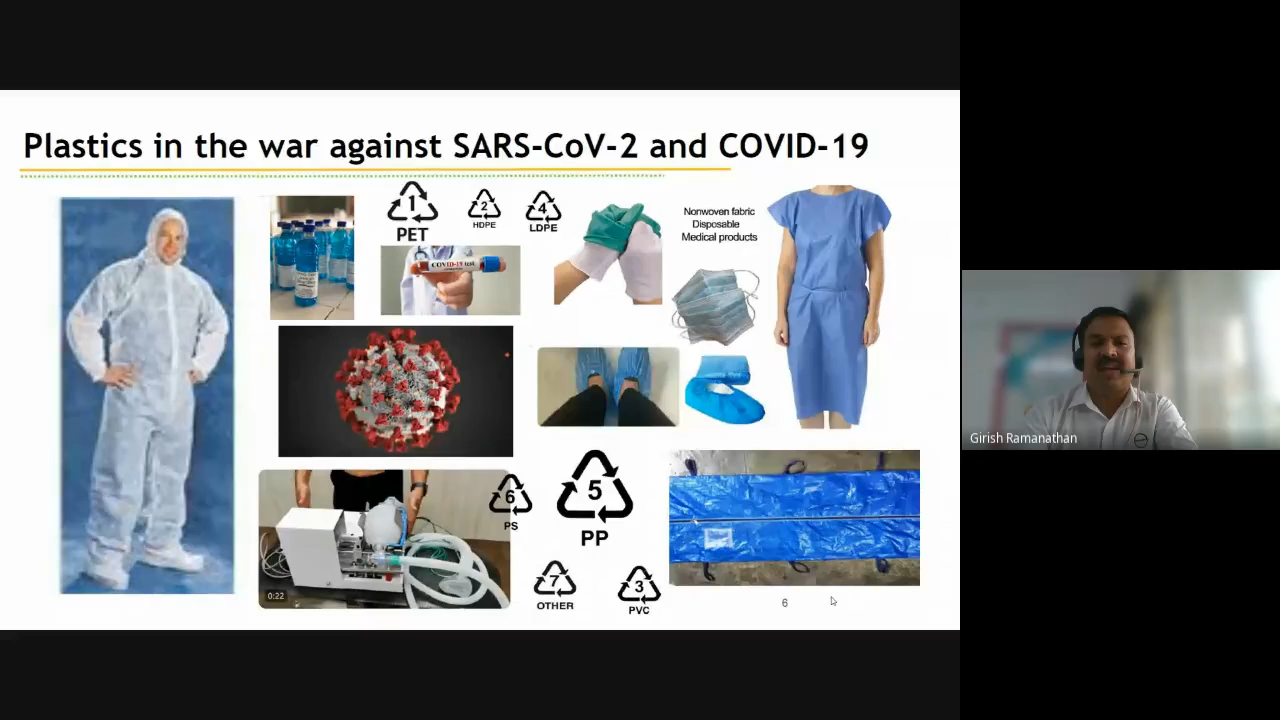 Plastics in the war against SARS-CoV-2 and COVID-19
1
PET
2
HDPE
4
LDPE
Nonwoven fabric
Disposable
Medical products
COVID-19 test
6
PS
5
PP
7
OTHER
3
PVC
0:22
6
Girish Ramanathan